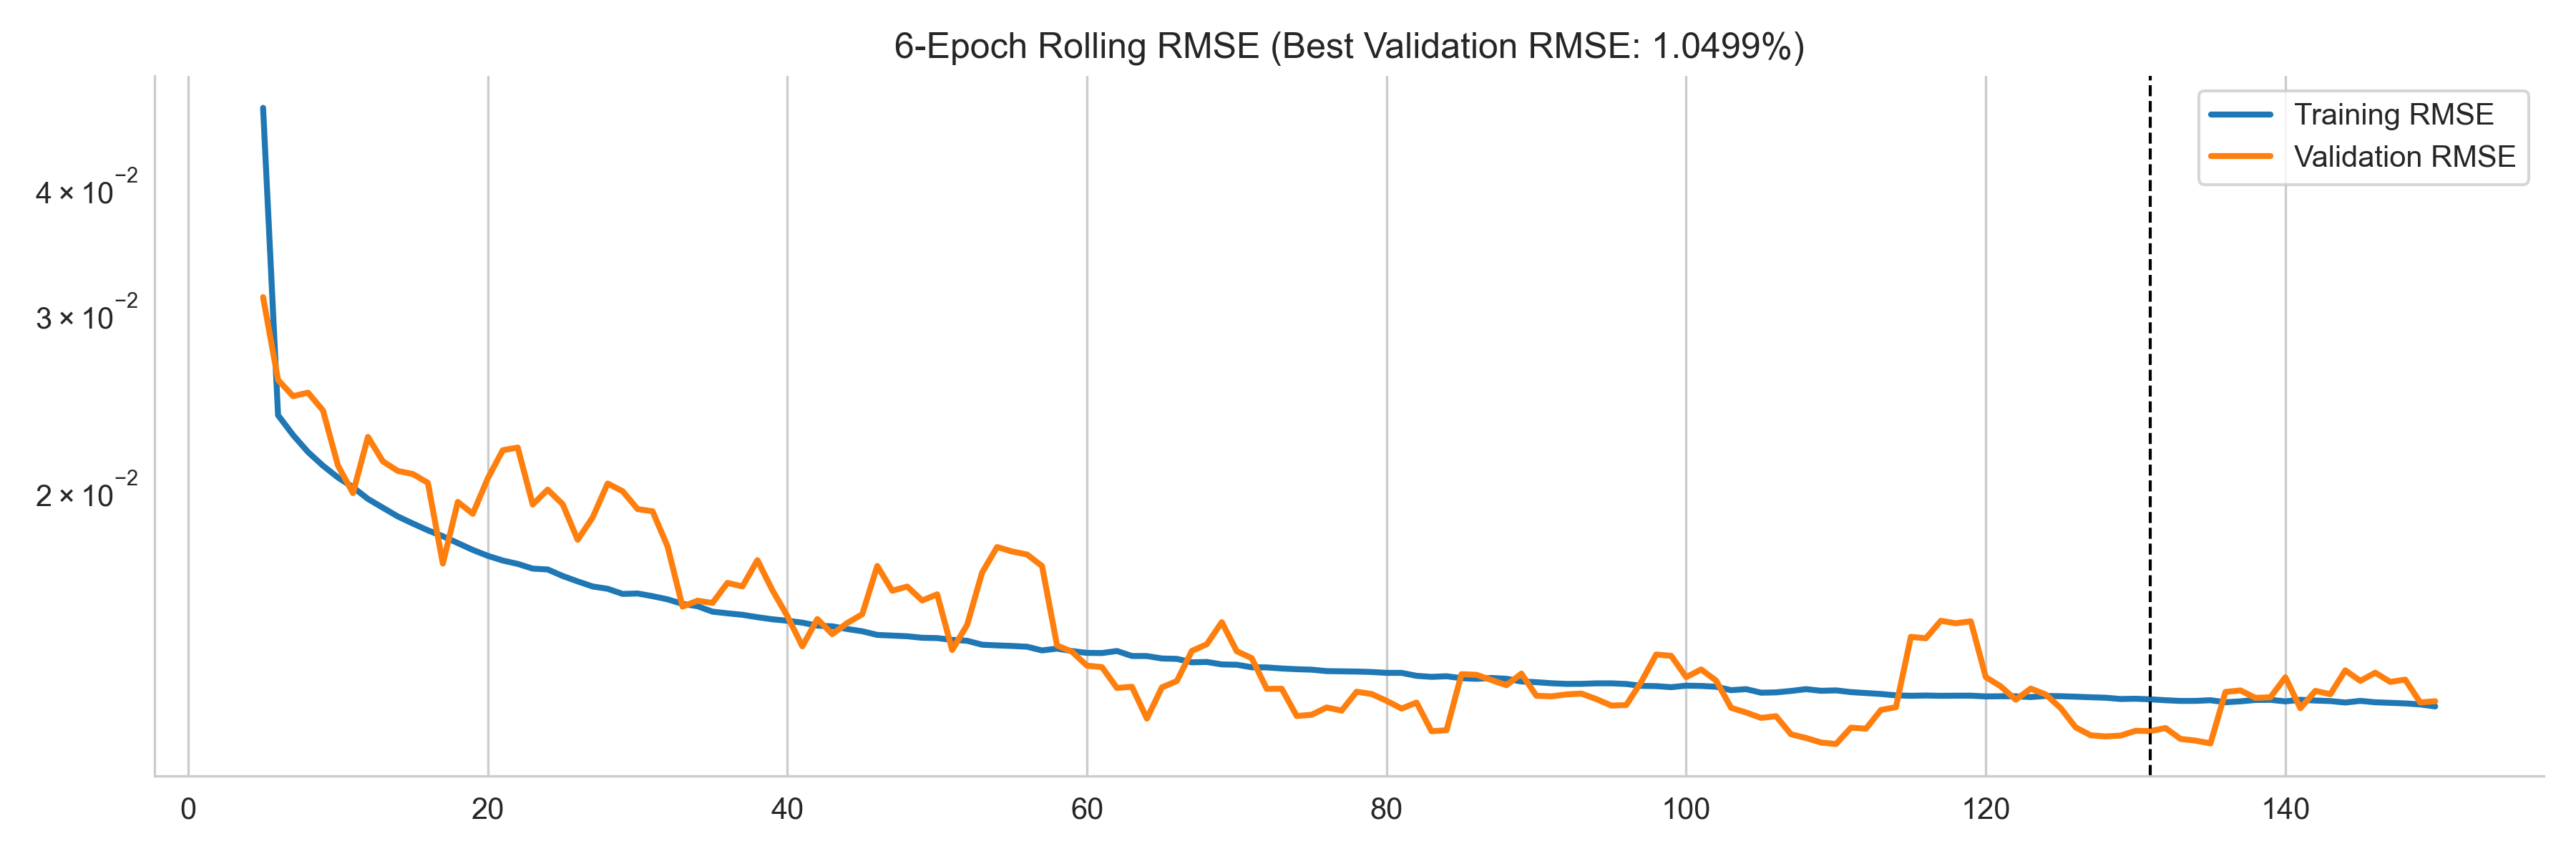 6-Epoch Rolling RMSE (Best Validation RMSE: 1.0499%)
Training RMSE
Validation RMSE
4 × 10⁻²
3 × 10⁻²
2 × 10⁻²
0 20 40 60 80 100 120 140